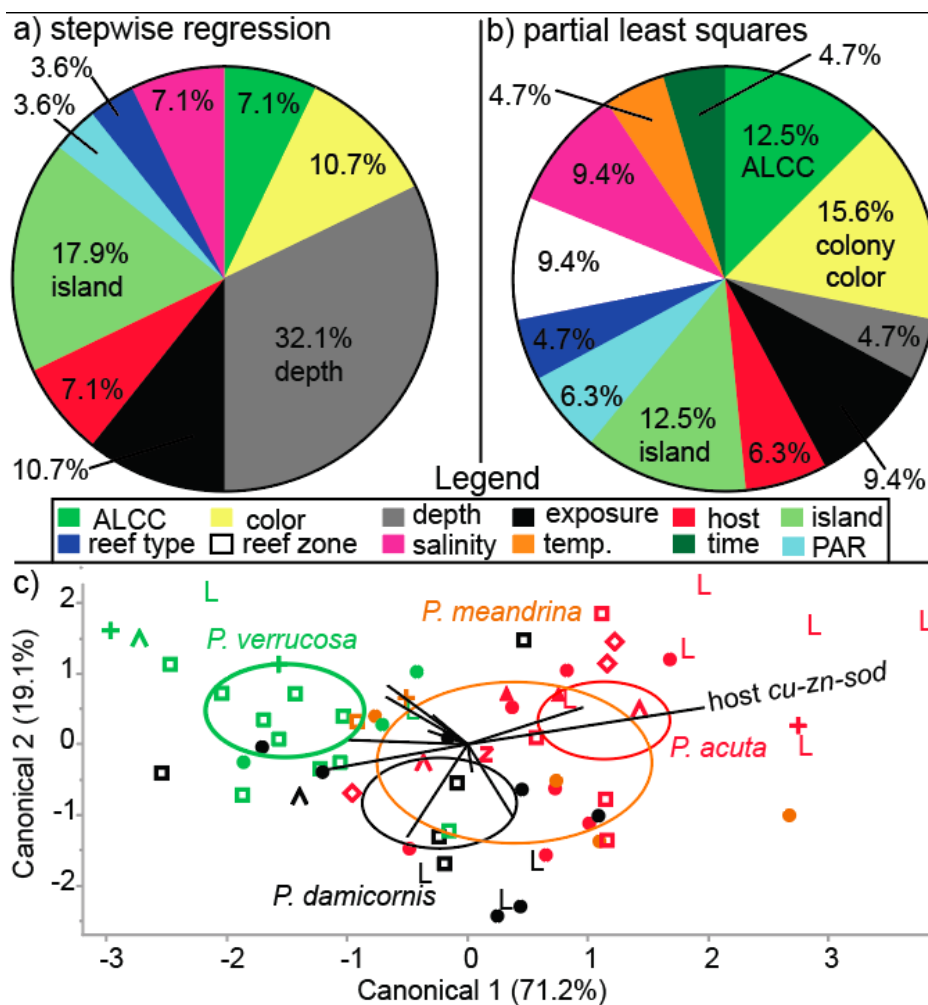 a) stepwise regression
3.6%
3.6%
7.1%
7.1%
10.7%
17.9%
island
32.1%
depth
7.1%
10.7%
b) partial least squares
4.7%
4.7%
12.5%
ALCC
9.4%
15.6%
colony
color
9.4%
4.7%
4.7%
6.3%
12.5%
island
6.3%
9.4%
Legend
ALCC color depth exposure host island
reef type reef zone salinity temp. time PAR
c)
Canonical 2 (19.1%)
2
1
0
-1
-2
L
L
L
L
L
L
L
L
L
L
P. verrucosa
P. meandrina
host cu-zn-sod
P. acuta
P. damicornis
-3 -2 -1 0 1 2 3
Canonical 1 (71.2%)